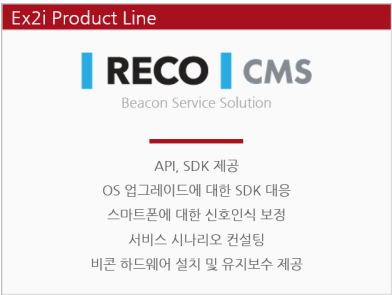 Ex2i Product Line
RECO CMS
Beacon Service Solution
API, SDK 제공
OS 업그레이드에 대한 SDK 대응
스마트폰에 대한 신호인식 보정
서비스 시나리오 컨설팅
비콘 하드웨어 설치 및 유지보수 제공